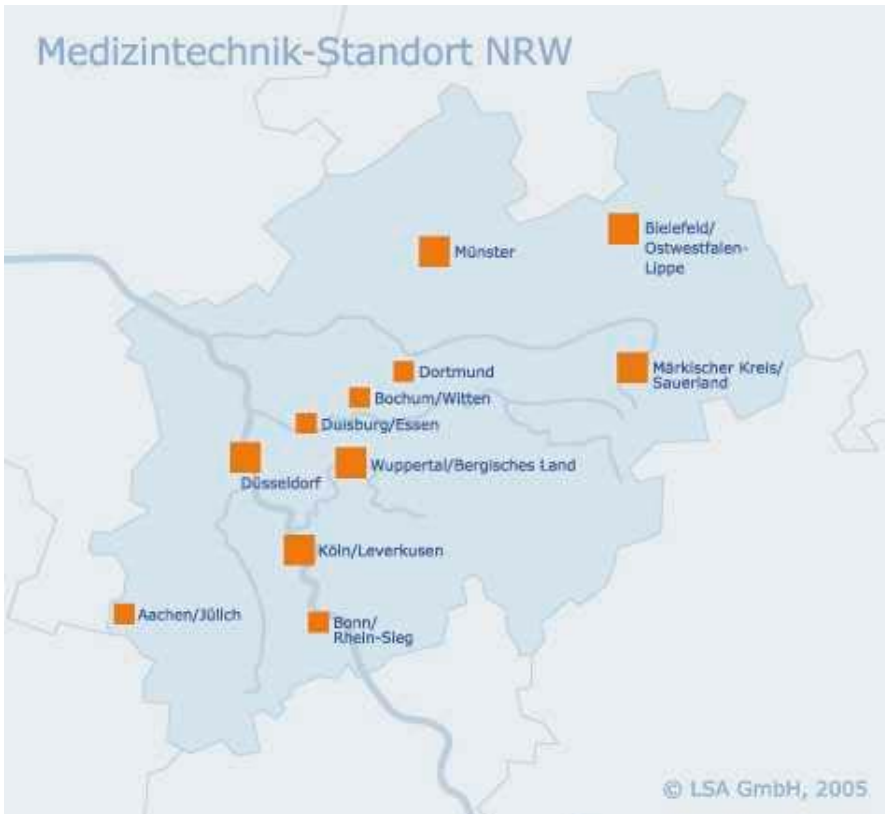 Medizintechnik-Standort NRW
Münster
Bielefeld/
Ostwestfalen-
Lippe
Dortmund
Märkischer Kreis/
Sauerland
Bochum/Witten
Duisburg/Essen
Wuppertal/Bergisches Land
Düsseldorf
Köln/Leverkusen
Aachen/Jülich
Bonn/
Rhein-Sieg
© LSA GmbH, 2005